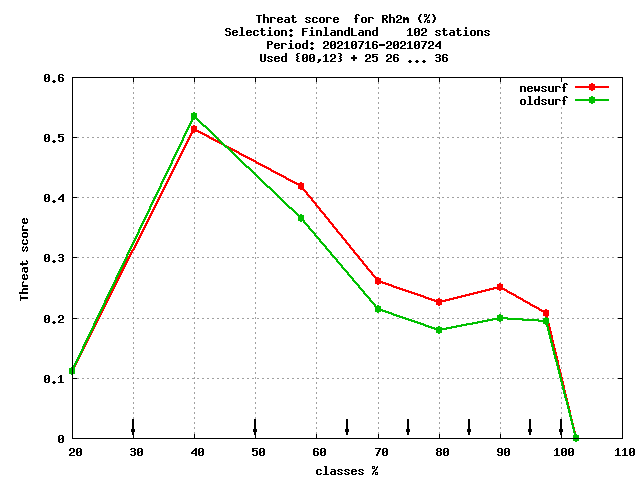 Threat score  for Rh2m (%)
Selection: FinlandLand    102 stations
Period: 20210716-20210724
Used {00,12} + 25 26 ... 36
newsurf
oldsurf
0.6
0.5
0.4
0.3
0.2
0.1
0
Threat score
20 30 40 50 60 70 80 90 100 110
classes %